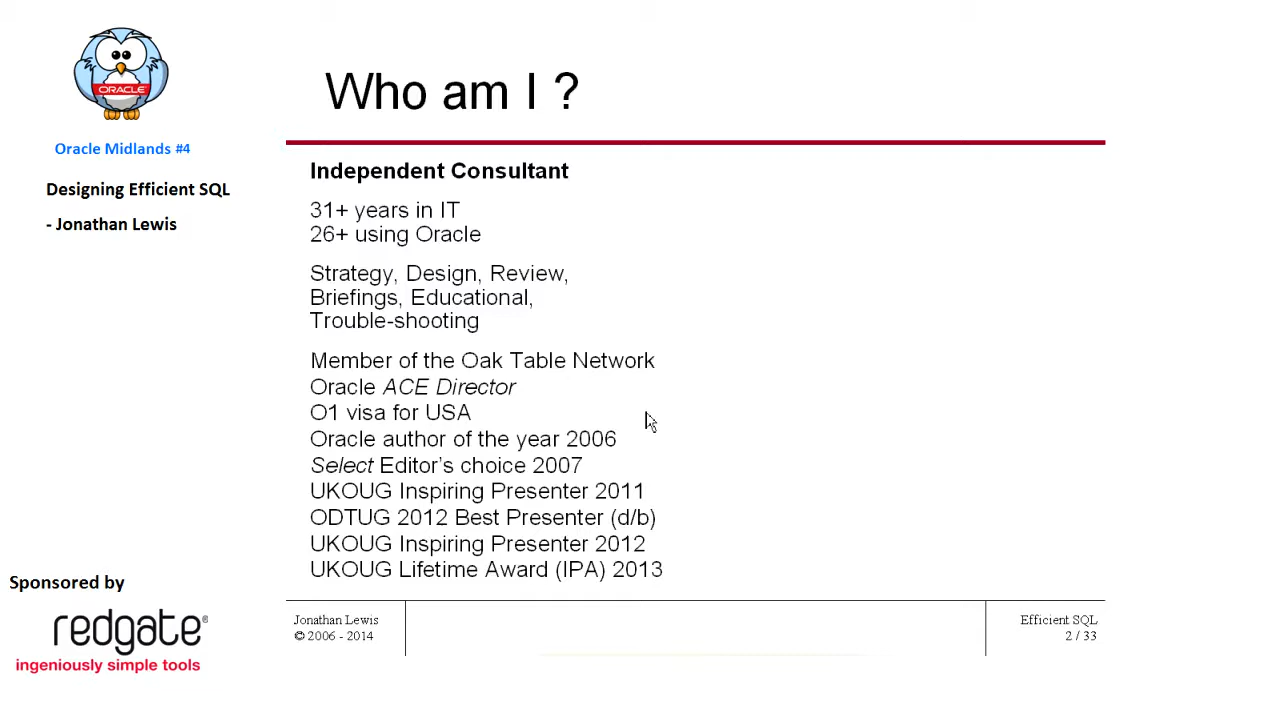 ORACLE
Oracle Midlands #4
Designing Efficient SQL
- Jonathan Lewis
Who am I ?
Independent Consultant
31+ years in IT
26+ using Oracle
Strategy, Design, Review,
Briefings, Educational,
Trouble-shooting
Member of the Oak Table Network
Oracle ACE Director
O1 visa for USA
Oracle author of the year 2006
Select Editor's choice 2007
UKOUG Inspiring Presenter 2011
ODTUG 2012 Best Presenter (d/b)
UKOUG Inspiring Presenter 2012
UKOUG Lifetime Award (IPA) 2013
Sponsored by
redgate®
ingeniously simple tools
Jonathan Lewis
© 2006 - 2014
Efficient SQL
2 / 33